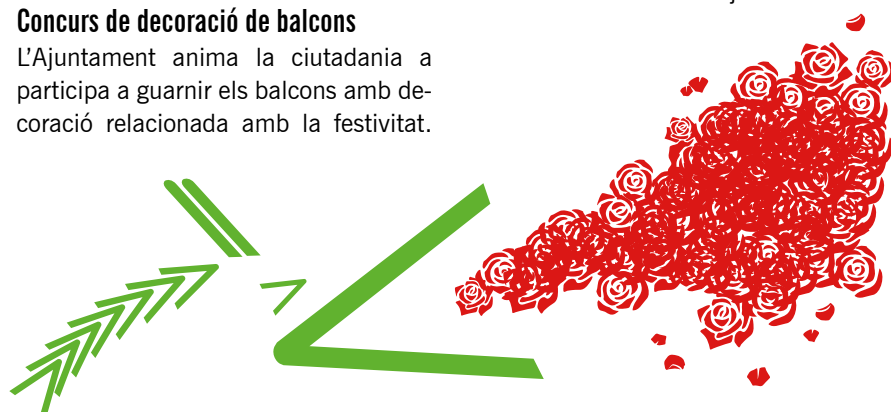 Concurs de decoració de balcons
L’Ajuntament anima la ciutadania a
participa a guarnir els balcons amb de-
coració relacionada amb la festivitat.